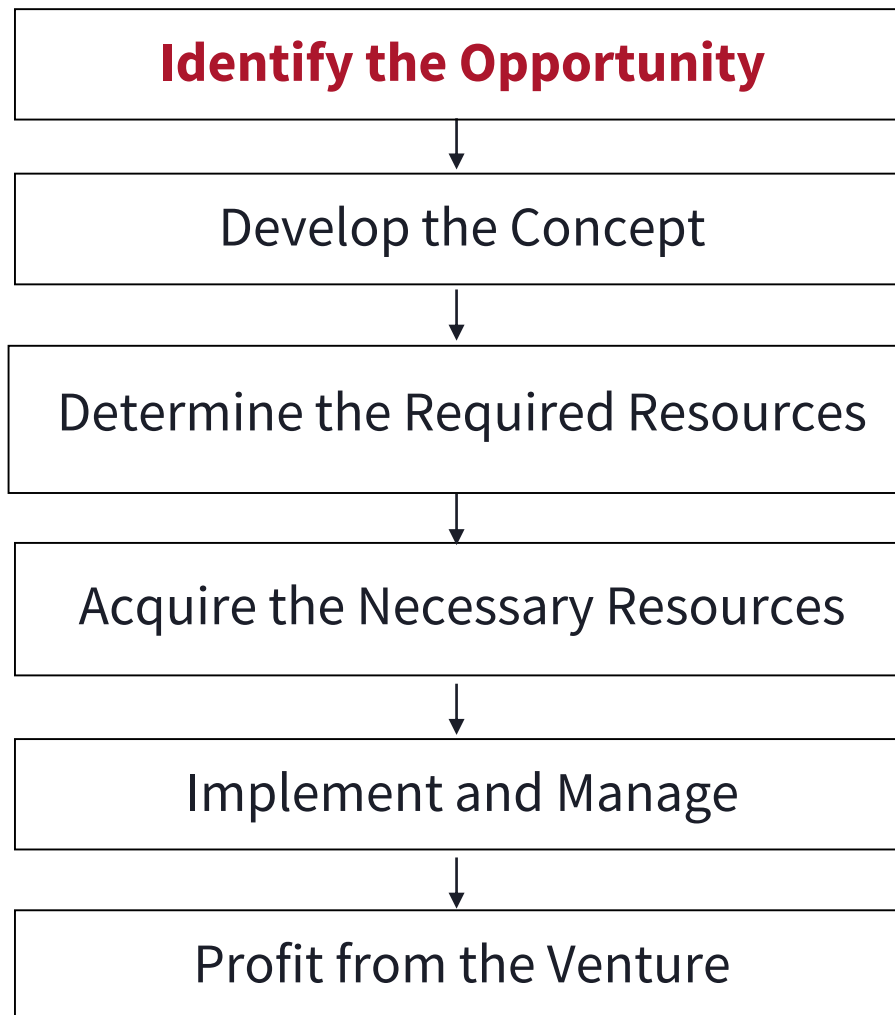 Identify the Opportunity
Develop the Concept
Determine the Required Resources
Acquire the Necessary Resources
Implement and Manage
Profit from the Venture